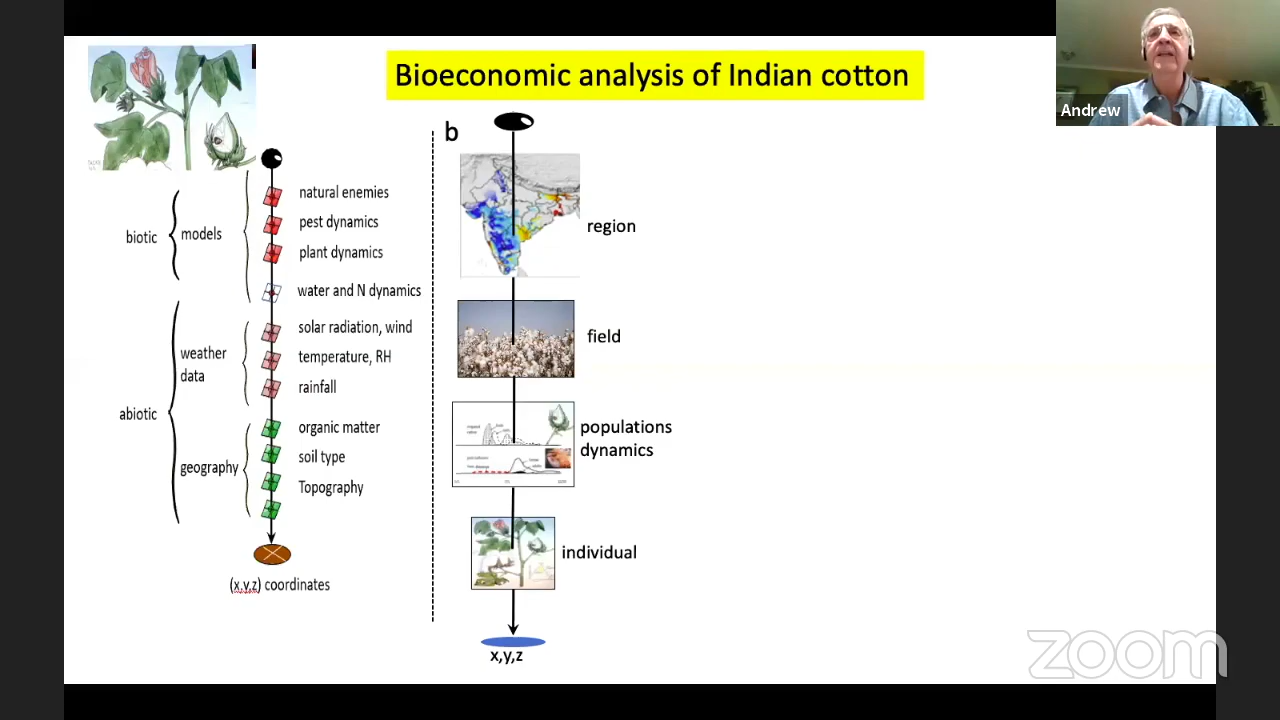 Bioeconomic analysis of Indian cotton
Andrew
natural enemies
pest dynamics
plant dynamics
water and N dynamics
biotic
models
solar radiation, wind
temperature, RH
rainfall
weather
data
abiotic
organic matter
soil type
Topography
geography
(x,y,z) coordinates
b
region
field
populations
dynamics
individual
x,y,z
zoom